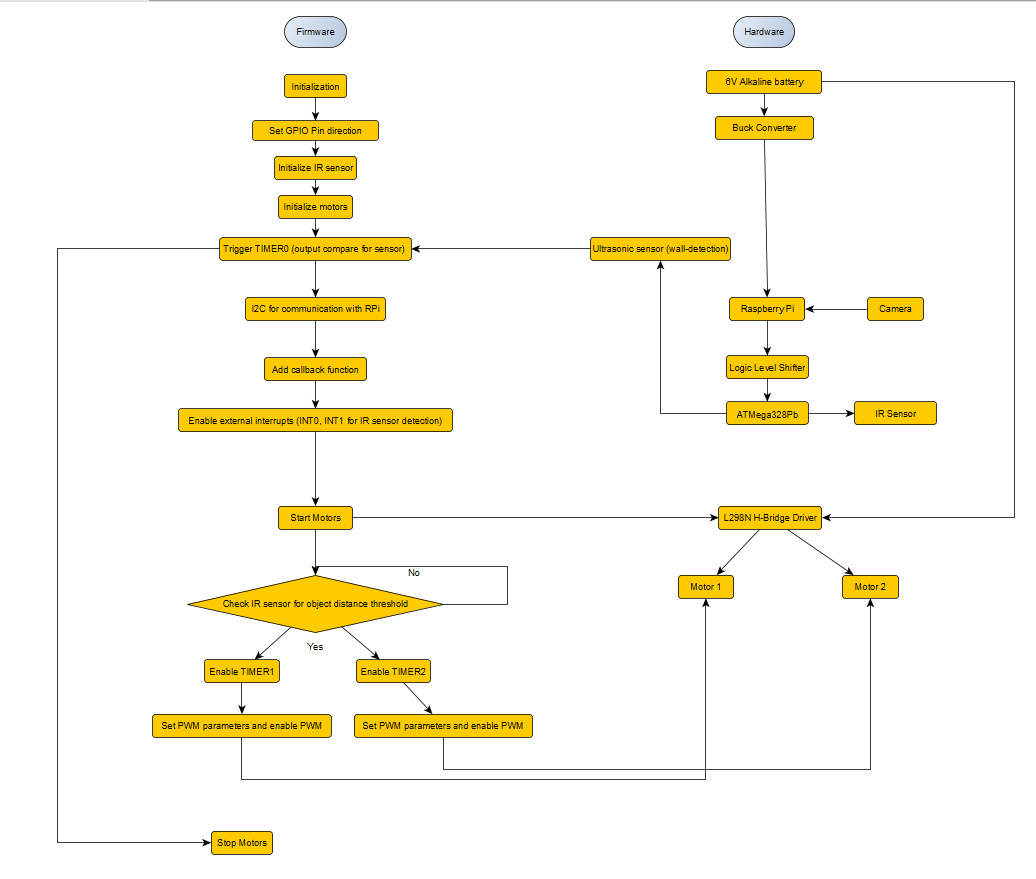 Firmware
Hardware
Initialization
Set GPIO Pin direction
Initialize IR sensor
Initialize motors
Trigger TIMER0 (output compare for sensor)
I2C for communication with RPi
Add callback function
Enable external interrupts (INT0, INT1 for IR sensor detection)
Start Motors
No
Check IR sensor for object distance threshold
Yes
Enable TIMER1
Enable TIMER2
Set PWM parameters and enable PWM
Set PWM parameters and enable PWM
Stop Motors
6V Alkaline battery
Buck Converter
Ultrasonic sensor (wall-detection)
Raspberry Pi
Camera
Logic Level Shifter
ATMega328Pb
IR Sensor
L298N H-Bridge Driver
Motor 1
Motor 2